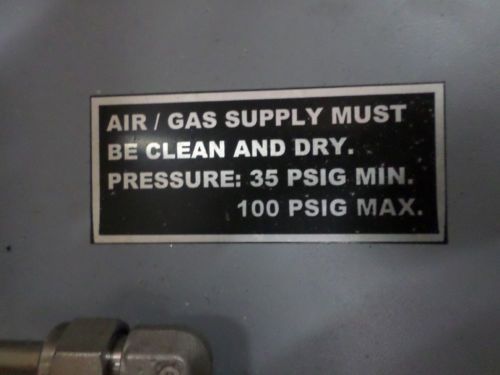 AIR / GAS SUPPLY MUST
BE CLEAN AND DRY.
PRESSURE: 35 PSIG MIN.
100 PSIG MAX.